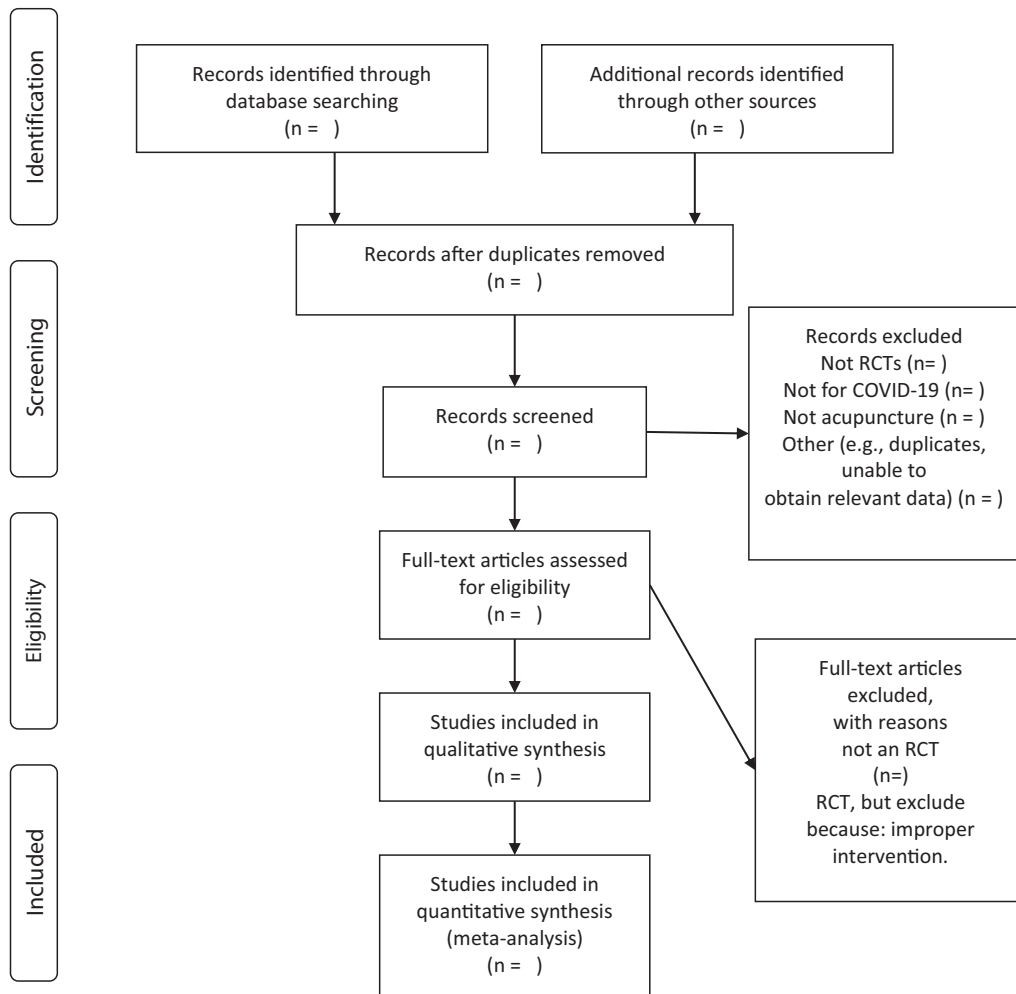 Identification
Records identified through
database searching
(n =   )
Additional records identified
through other sources
(n =   )
Records after duplicates removed
(n =   )
Screening
Records screened
(n =   )
Records excluded
Not RCTs (n= )
Not for COVID-19 (n= )
Not acupuncture (n = )
Other (e.g., duplicates,
unable to
obtain relevant data) (n = )
Eligibility
Full-text articles assessed
for eligibility
(n =   )
Full-text articles
excluded,
with reasons
not an RCT
(n=)
RCT, but exclude
because: improper
intervention.
Studies included in
qualitative synthesis
(n =   )
Included
Studies included in
quantitative synthesis
(meta-analysis)
(n =   )